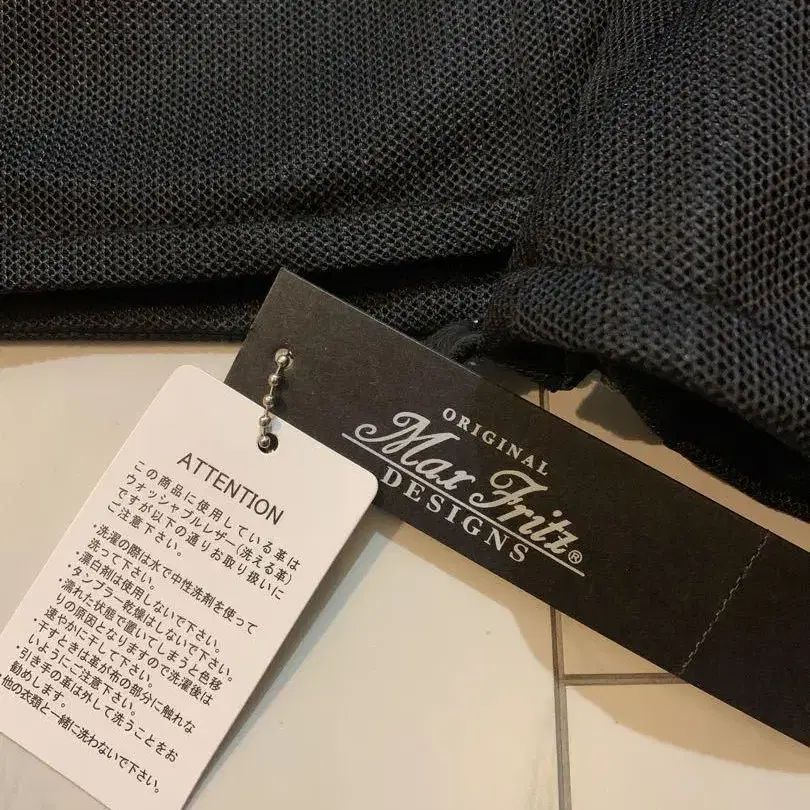 ORIGINAL
Max Fritz®
DESIGNS
ATTENTION
この商品に使用している革は
ウオッシャブルレザー(洗える革)
ですが以下の通りお取り扱いに
ご注意下さい。
・洗濯の際は水で中性洗剤を使って
洗って下さい。
・漂白剤は使用しないで下さい。
・タンブラー乾燥はしないで下さい。
・濡れた状態で置いてしまうと色移
りの原因となりますので洗濯後は
速やかに干して下さい。
・干すときは革が布の部分に触れな
いようにご注意下さい。
・引き手の革は外して洗うことをお
勧めします。
・他の衣類と一緒に洗わないで下さい。